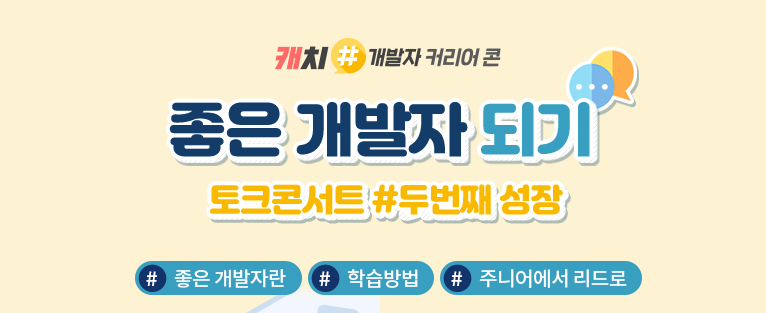 캐치 # 개발자 커리어 콘
좋은 개발자 되기
토크콘서트 #두번째 성장
# 좋은 개발자란 # 학습방법 # 주니어에서 리드로